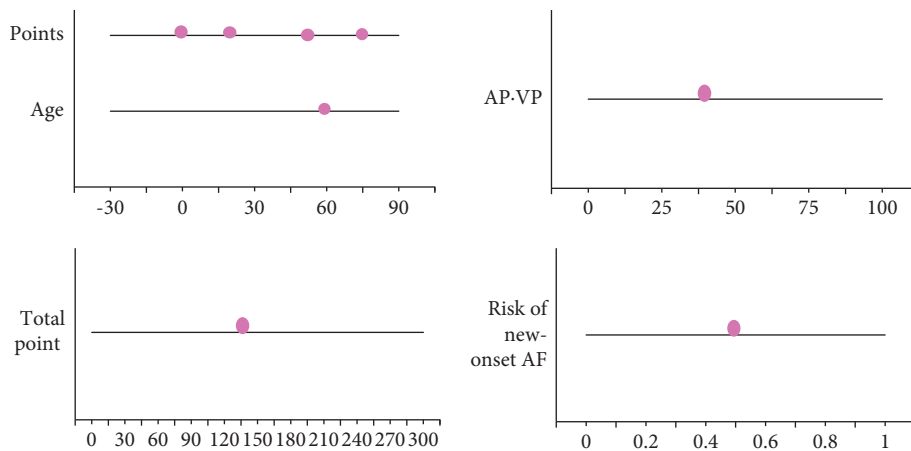 Points
Age
-30 0 30 60 90
AP·VP
0 25 50 75 100
Total
point
0 30 60 90 120 150 180 210 240 270 300
Risk of
new-
onset AF
0 0.2 0.4 0.6 0.8 1